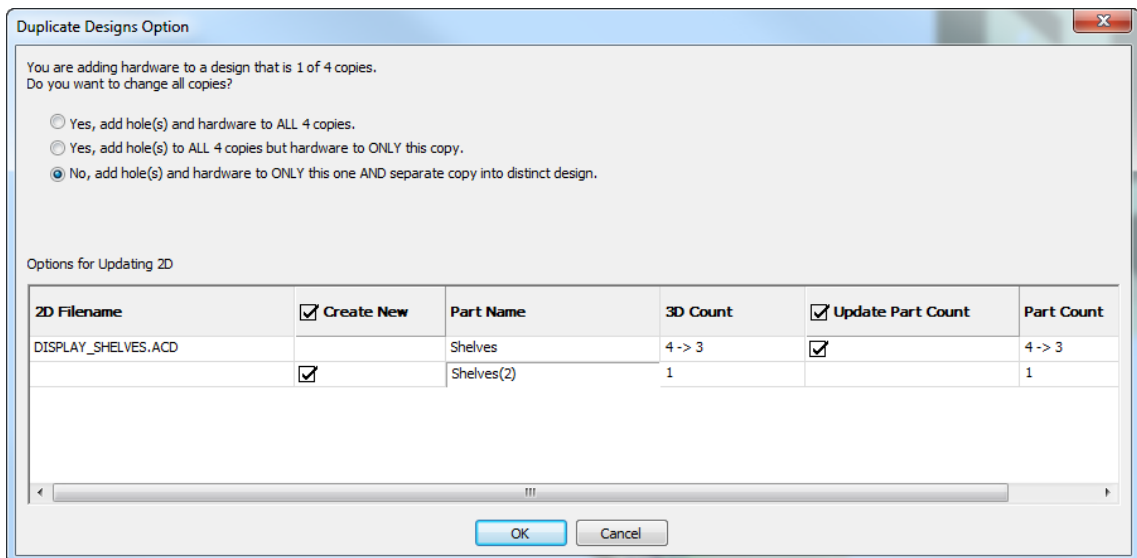 Duplicate Designs Option
You are adding hardware to a design that is 1 of 4 copies.
Do you want to change all copies?
Yes, add hole(s) and hardware to ALL 4 copies.
Yes, add hole(s) to ALL 4 copies but hardware to ONLY this copy.
No, add hole(s) and hardware to ONLY this one AND separate copy into distinct design.
Options for Updating 2D
2D Filename Create New Part Name 3D Count Update Part Count Part Count
DISPLAY_SHELVES.ACD Shelves 4 -> 3 4 -> 3
Shelves(2) 1 1
OK Cancel